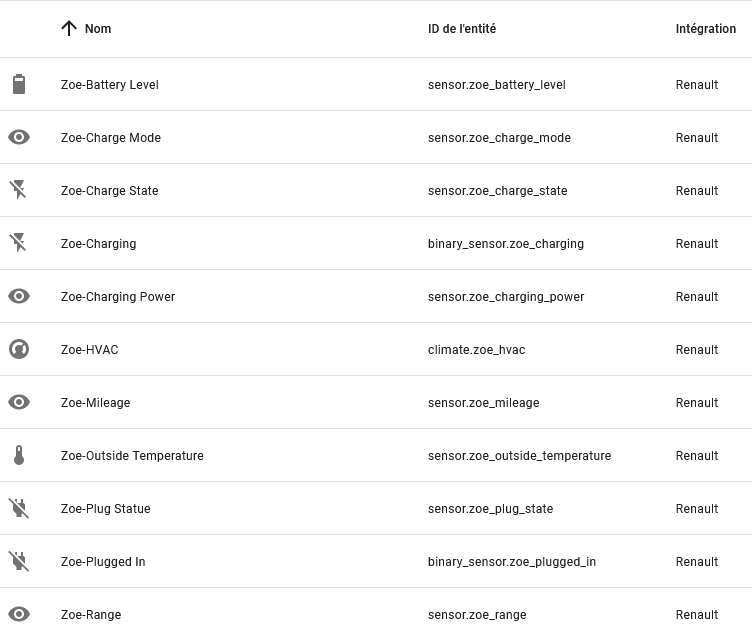 Nom ID de l'entité Intégration
Zoe-Battery Level sensor.zoe_battery_level Renault
Zoe-Charge Mode sensor.zoe_charge_mode Renault
Zoe-Charge State sensor.zoe_charge_state Renault
Zoe-Charging binary_sensor.zoe_charging Renault
Zoe-Charging Power sensor.zoe_charging_power Renault
Zoe-HVAC climate.zoe_hvac Renault
Zoe-Mileage sensor.zoe_mileage Renault
Zoe-Outside Temperature sensor.zoe_outside_temperature Renault
Zoe-Plug Statue sensor.zoe_plug_state Renault
Zoe-Plugged In binary_sensor.zoe_plugged_in Renault
Zoe-Range sensor.zoe_range Renault